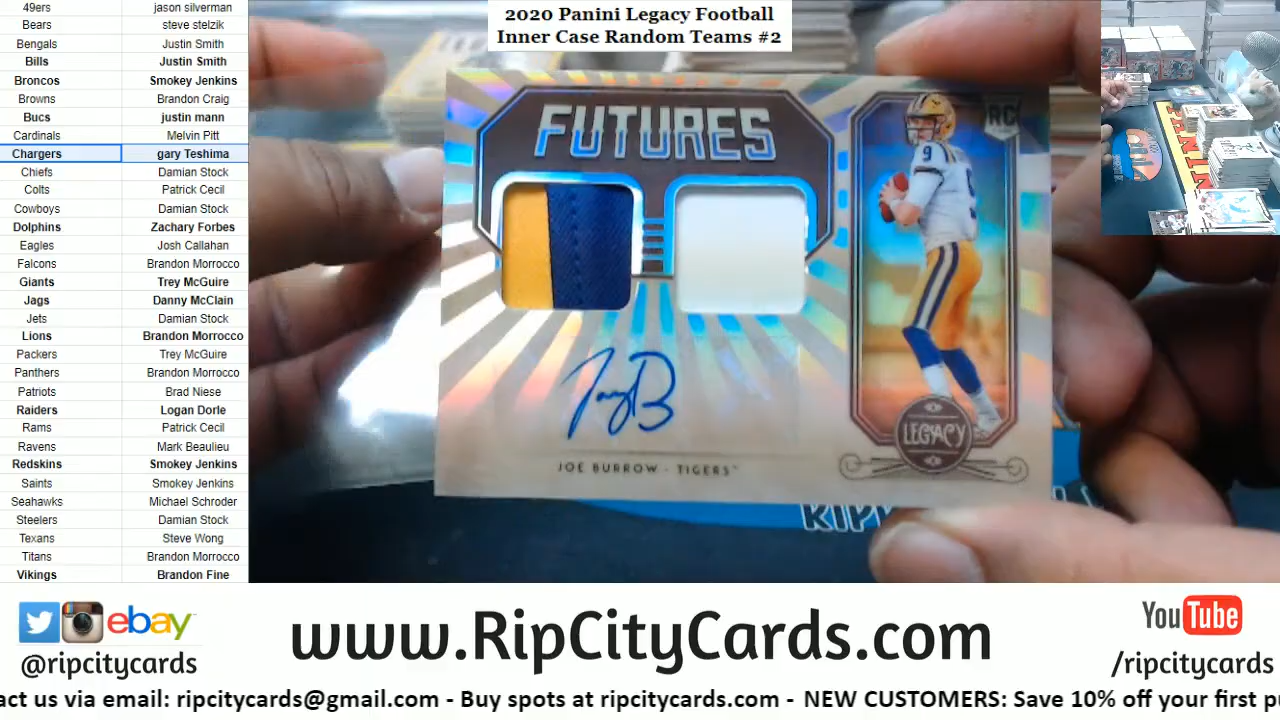 2020 Panini Legacy Football
Inner Case Random Teams #2
49ers jason silverman
Bears steve stelzik
Bengals Justin Smith
Bills Justin Smith
Broncos Smokey Jenkins
Browns Brandon Craig
Bucs justin mann
Cardinals Melvin Pitt
Chargers gary Teshima
Chiefs Damian Stock
Colts Patrick Cecil
Cowboys Damian Stock
Dolphins Zachary Forbes
Eagles Josh Callahan
Falcons Brandon Morrocco
Giants Trey McGuire
Jags Danny McClain
Jets Damian Stock
Lions Brandon Morrocco
Packers Trey McGuire
Panthers Brandon Morrocco
Patriots Brad Niese
Raiders Logan Dorle
Rams Patrick Cecil
Ravens Mark Beaulieu
Redskins Smokey Jenkins
Saints Smokey Jenkins
Seahawks Michael Schroder
Steelers Damian Stock
Texans Steve Wong
Titans Brandon Morrocco
Vikings Brandon Fine
FUTURES
RC
9
LEGACY
JOE BURROW - TIGERS
PANINI
ebay
@ripcitycards
www.RipCityCards.com
YouTube
/ripcitycards
act us via email: ripcitycards@gmail.com - Buy spots at ripcitycards.com - NEW CUSTOMERS: Save 10% off your first p